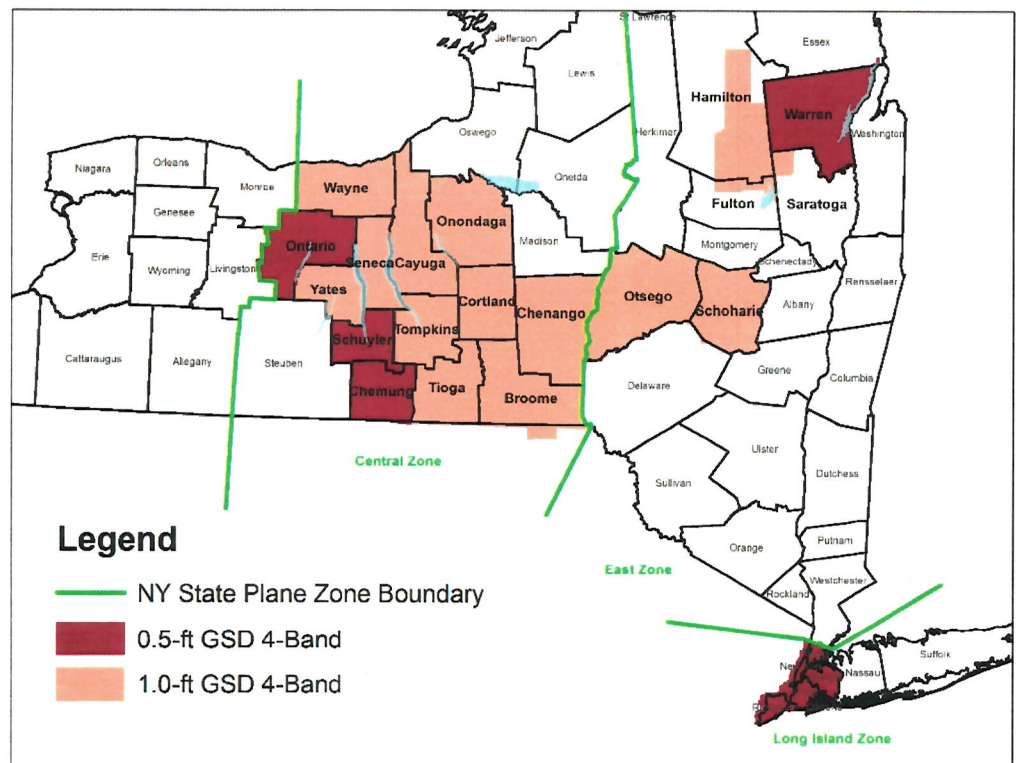 St Lawrence
Jefferson
Essex
Lewis
Hamilton
Warren
Oswego
Herkimer
Washington
Niagara
Orleans
Oneida
Monroe
Wayne
Fulton
Saratoga
Genesee
Onondaga
Madison
Montgomery
Ontario
Erie
Wyoming
Livingston
Seneca
Cayuga
Schenectady
Rensselaer
Yates
Otsego
Cortland
Chenango
Schoharie
Albany
Schuyler
Tompkins
Cattaraugus
Allegany
Steuben
Greene
Columbia
Chemung
Tioga
Broome
Delaware
Ulster
Central Zone
Dutchess
Sullivan
Legend
Orange
Putnam
East Zone
Westchester
NY State Plane Zone Boundary
Rockland
0.5-ft GSD 4-Band
Suffolk
Nassau
1.0-ft GSD 4-Band
Long Island Zone